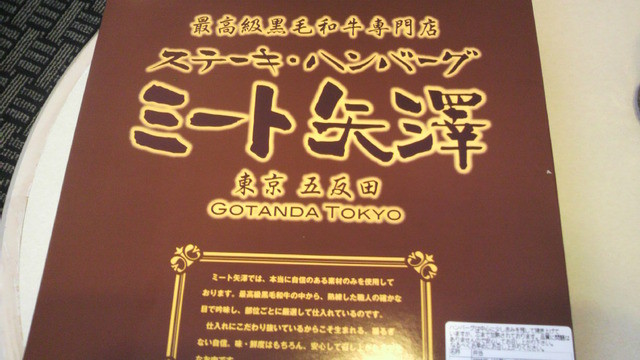 最高級黒毛和牛専門店
ステーキ・ハンバーグ
ミート矢澤
東京 五反田
GOTANDA TOKYO
ミート矢澤では、本当に自信のある素材のみを使用して
おります。最高級黒毛和牛の中から、熟練した職人の確かな
目で吟味し、部位ごとに厳選して仕入れているのです。
仕入れにこだわり抜いているからこそ生まれる、揺るぎ
ない自信。味・鮮度はもちろん、安心して召し上が